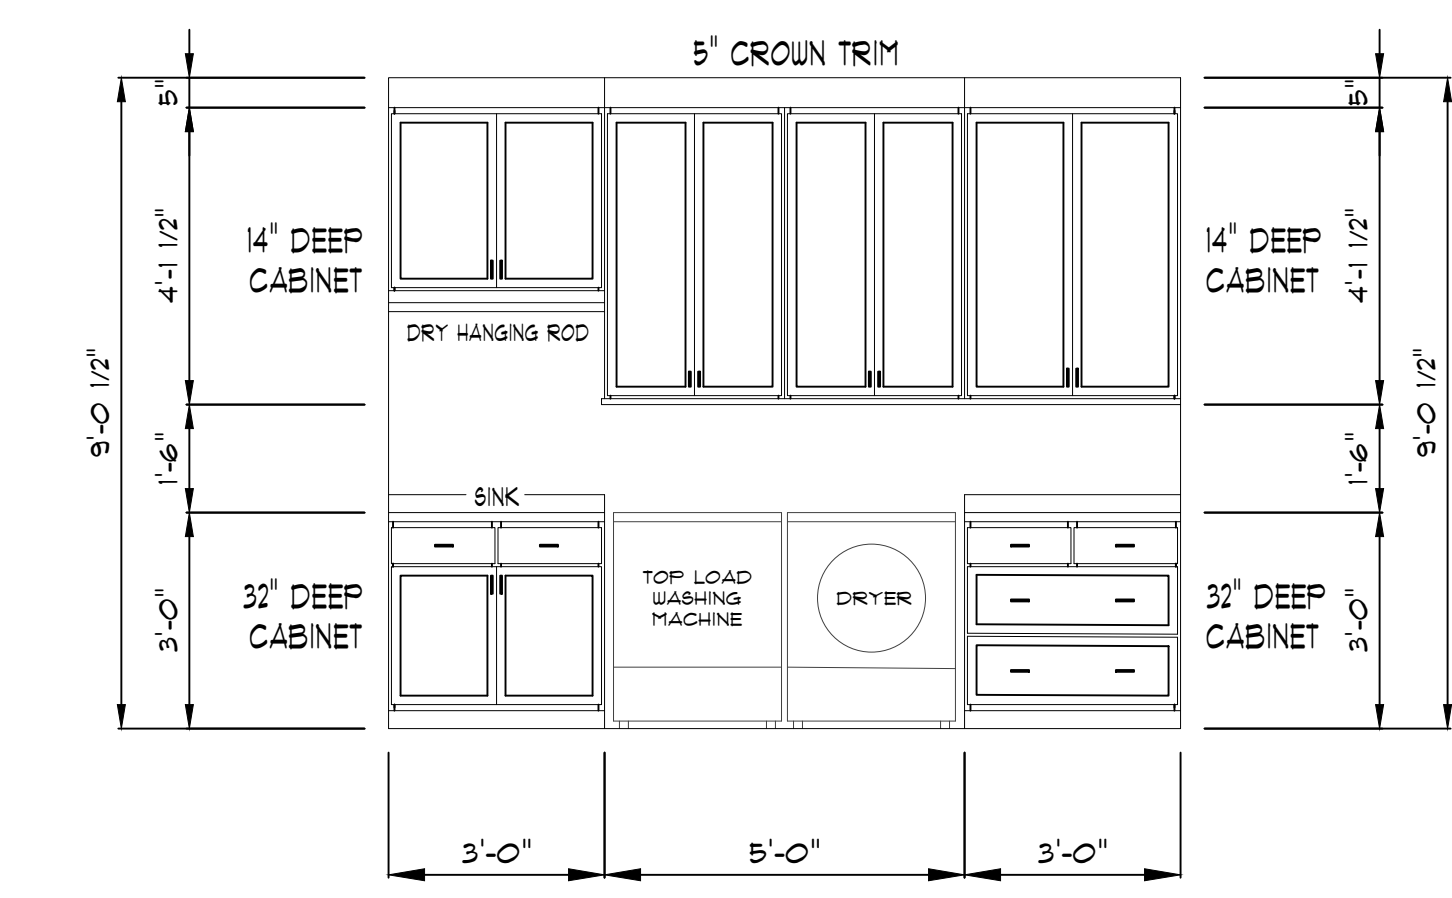 5" CROWN TRIM
5"
5"
4'-1 1/2"
14" DEEP
CABINET
14" DEEP
CABINET
4'-1 1/2"
DRY HANGING ROD
9'-0 1/2"
9'-0 1/2"
1'-6"
1'-6"
SINK
3'-0"
32" DEEP
CABINET
TOP LOAD
WASHING
MACHINE
DRYER
32" DEEP
CABINET
3'-0"
3'-0"
5'-0"
3'-0"